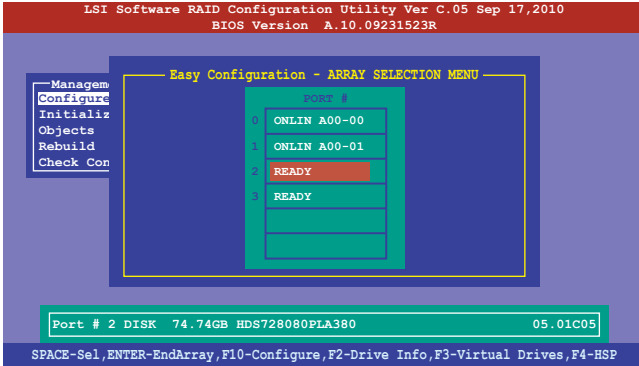 LSI Software RAID Configuration Utility Ver C.05 Sep 17,2010
BIOS Version A.10.09231523R
Easy Configuration - ARRAY SELECTION MENU
Managem
Configure
Initializ
Objects
Rebuild
Check Con
PORT #
0 ONLIN A00-00
1 ONLIN A00-01
2 READY
3 READY
Port # 2 DISK 74.74GB HDS728080PLA380 05.01C05
SPACE-Sel,ENTER-EndArray,F10-Configure,F2-Drive Info,F3-Virtual Drives,F4-HSP